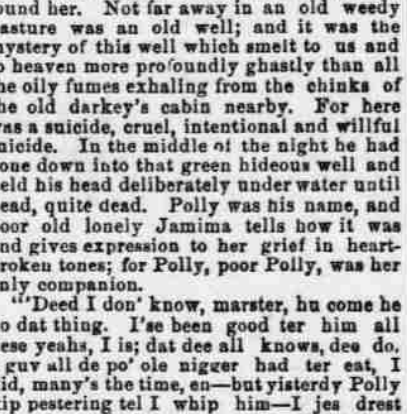 ound her. Not far away in an old weedy
asture was an old well; and it was the
ystery of this well which smelt to us and
o heaven more profoundly ghastly than all
he oily fumes exhaling from the chinks of
he old darkey's cabin nearby. For here
as a suicide, cruel, intentional and willful
uicide. In the middle of the night he had
one down into that green hideous well and
eld his head deliberately under water until
ead, quite dead. Polly was his name, and
oor old lonely Jamima tells how it was
nd gives expression to her grief in heart-
roken tones; for Polly, poor Polly, was her
nly companion.
"'Deed I don' know, marster, hu come he
o dat thing. I'se been good ter him all
ese yeahs, I is; dat dee all knows, dee do.
guv all de po' ole nigger had ter eat, I
id, many's the time, en—but yisterdy Polly
kip pestering tel I whip him—I jes drest